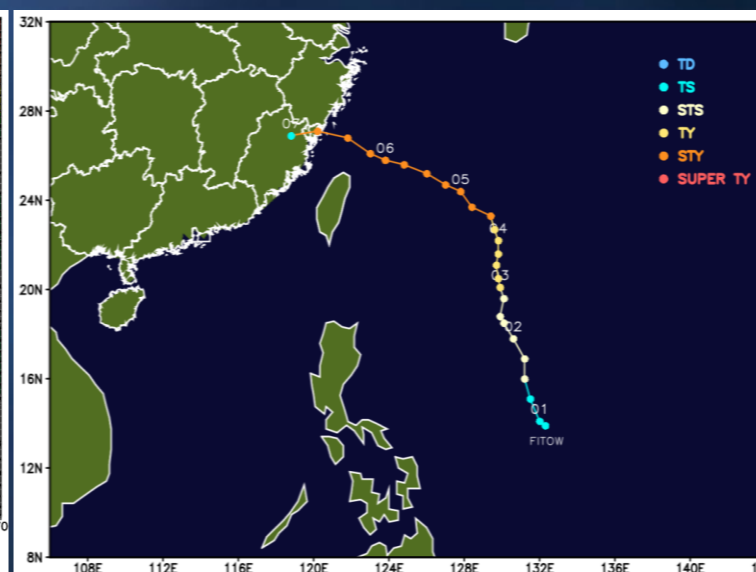 32N
28N
24N
20N
16N
12N
8N
TD
TS
STS
TY
STY
SUPER TY
06
05
04
03
02
01
FITOW
108E 112E 116E 120E 124E 128E 132E 136E 140E